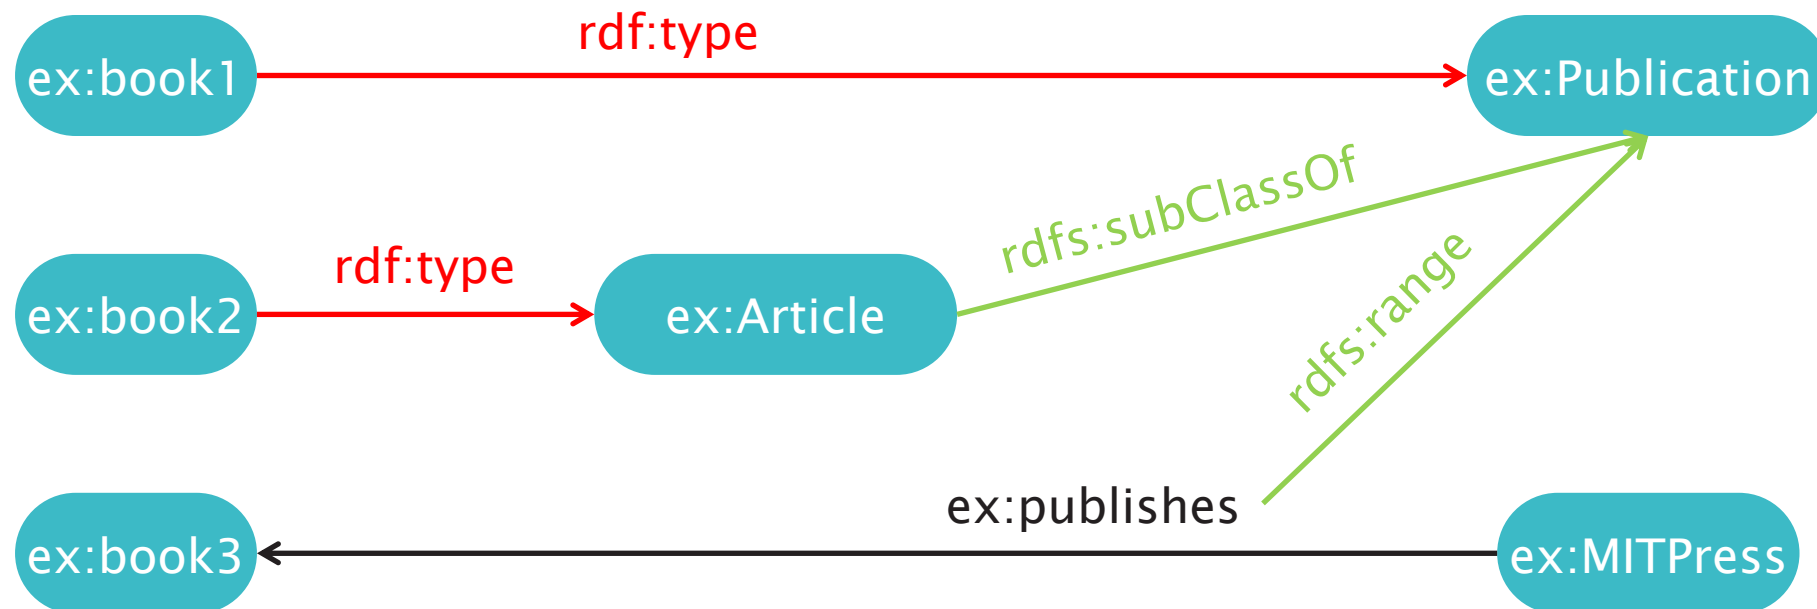 rdf:type
ex:book1
ex:Publication
rdfs:subClassOf
rdf:type
rdfs:range
ex:book2
ex:Article
ex:publishes
ex:book3
ex:MITPress